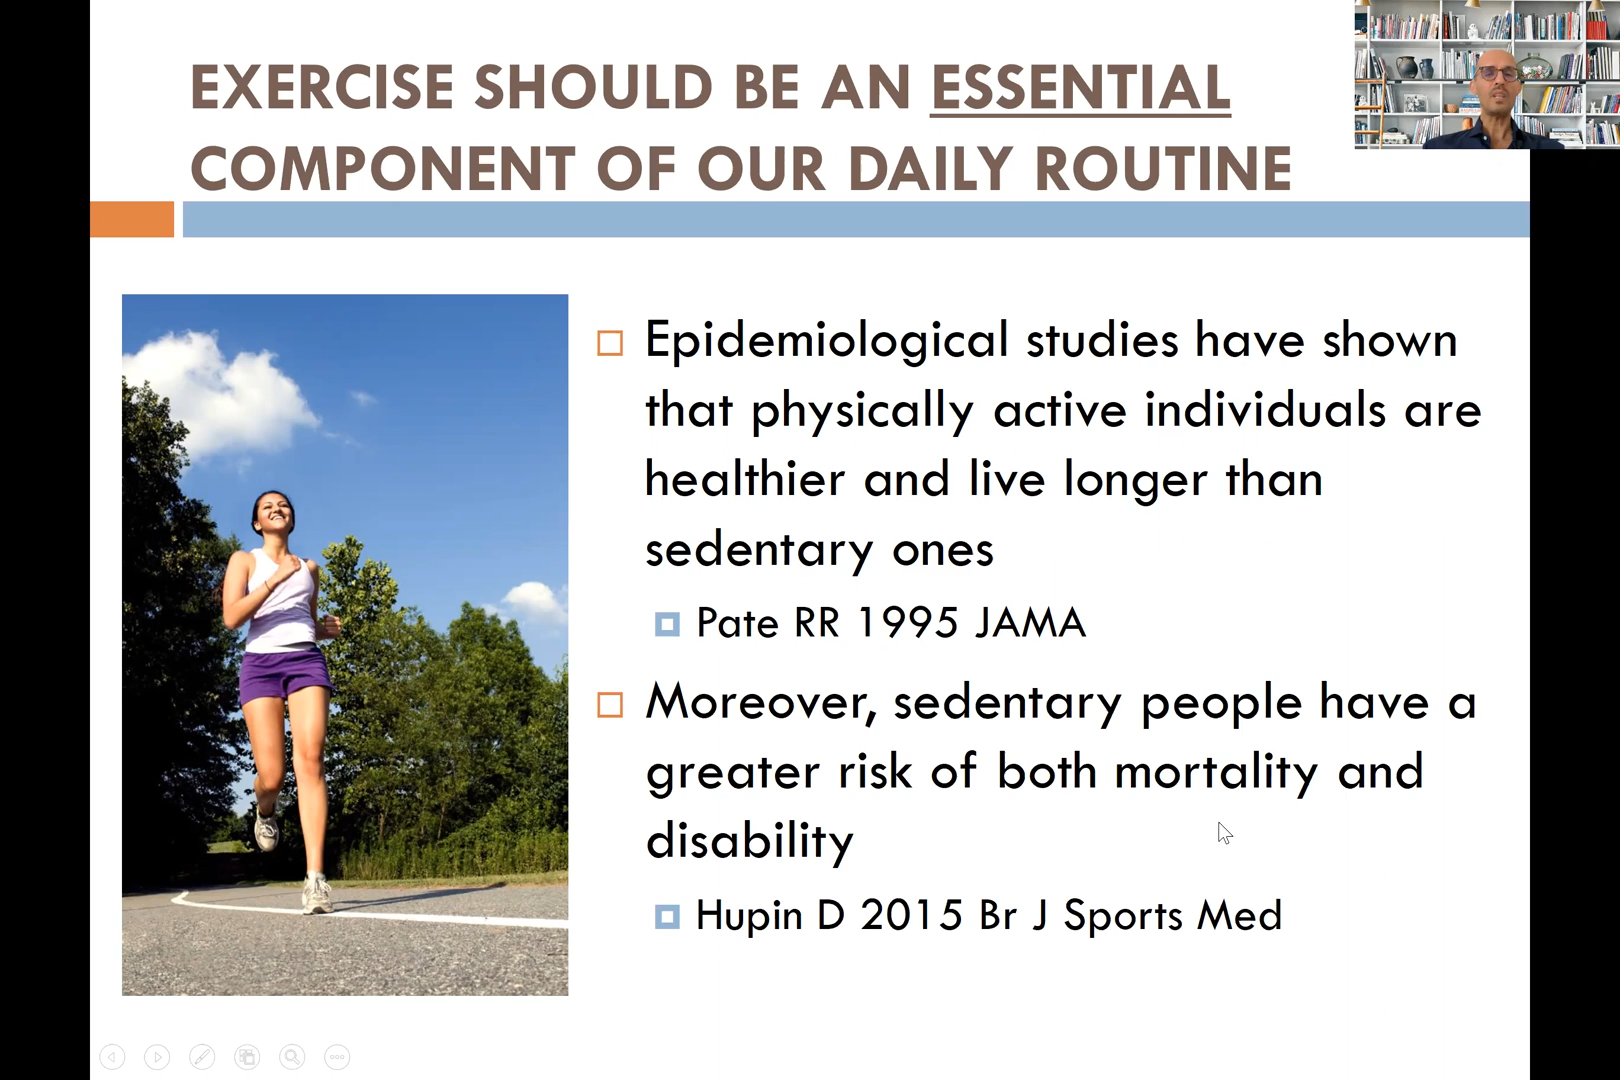 EXERCISE SHOULD BE AN ESSENTIAL
COMPONENT OF OUR DAILY ROUTINE
Epidemiological studies have shown
that physically active individuals are
healthier and live longer than
sedentary ones
Pate RR 1995 JAMA
Moreover, sedentary people have a
greater risk of both mortality and
disability
Hupin D 2015 Br J Sports Med